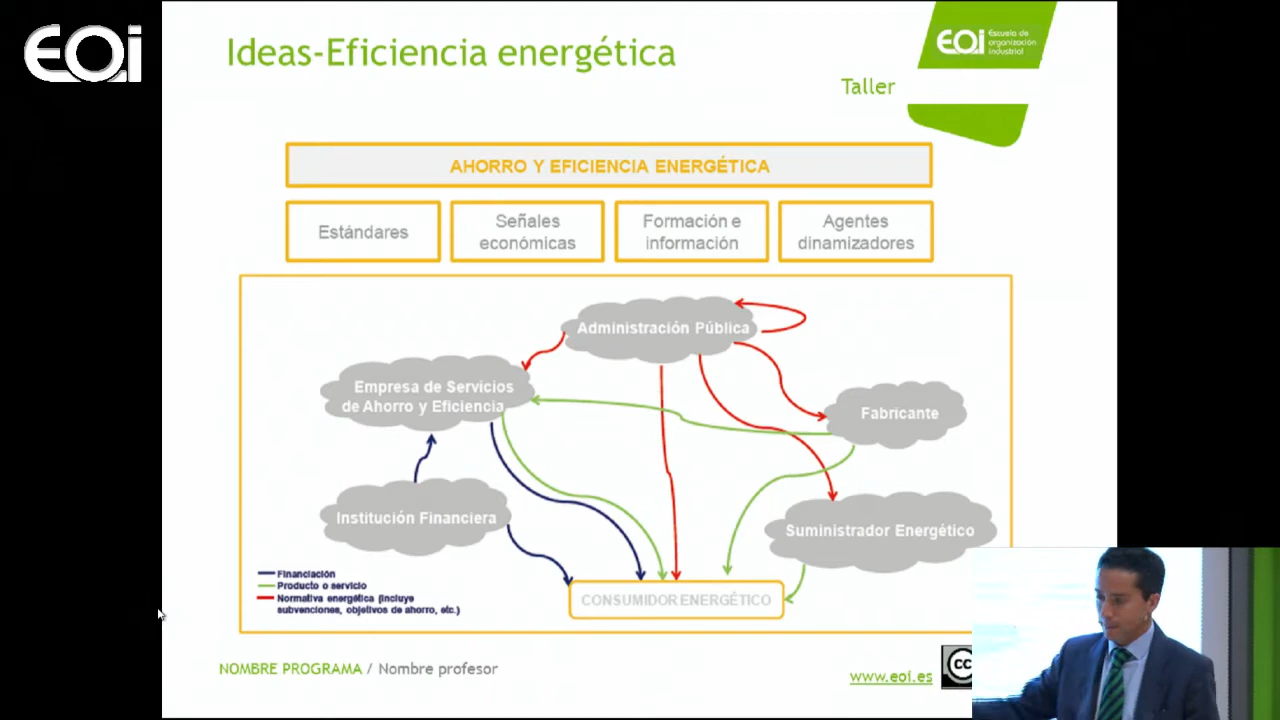 EOi
Ideas-Eficiencia energética
EOi Escuela de
organización
industrial
Taller
AHORRO Y EFICIENCIA ENERGÉTICA
Estándares
Señales
económicas
Formación e
información
Agentes
dinamizadores
Administración Pública
Empresa de Servicios
de Ahorro y Eficiencia
Fabricante
Institución Financiera
Suministrador Energético
Financiación
Producto o servicio
Normativa energética (incluye
subvenciones, objetivos de ahorro, etc.)
CONSUMIDOR ENERGÉTICO
NOMBRE PROGRAMA / Nombre profesor
www.eoi.es
cc